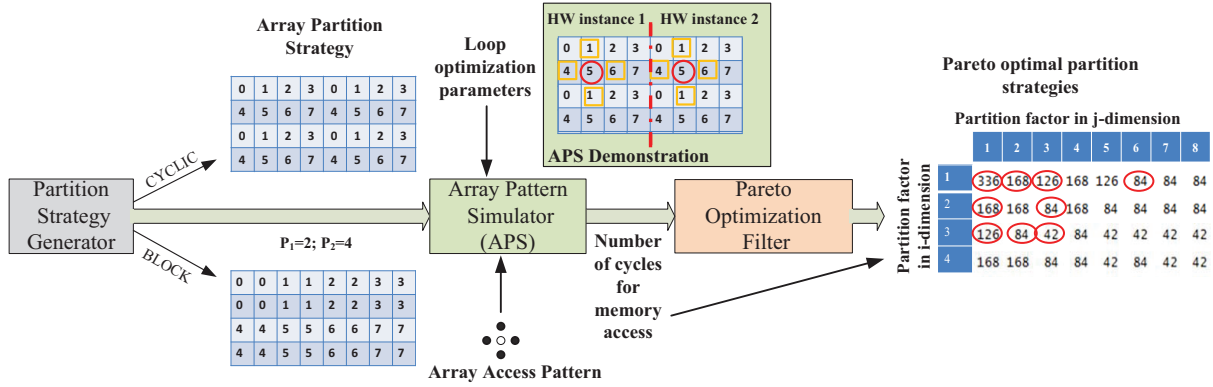 Array Partition
Strategy
0 1 2 3 0 1 2 3
4 5 6 7 4 5 6 7
0 1 2 3 0 1 2 3
4 5 6 7 4 5 6 7
CYCLIC
Partition
Strategy
Generator
BLOCK
P₁=2; P₂=4
0 0 1 1 2 2 3 3
0 0 1 1 2 2 3 3
4 4 5 5 6 6 7 7
4 4 5 5 6 6 7 7
Loop
optimization
parameters
HW instance 1 HW instance 2
0 1 2 3 0 1 2 3
4 5 6 7 4 5 6 7
0 1 2 3 0 1 2 3
4 5 6 7 4 5 6 7
APS Demonstration
Array Pattern
Simulator
(APS)
Array Access Pattern
Number
of cycles
for
memory
access
Pareto
Optimization
Filter
Pareto optimal partition
strategies
Partition factor in j-dimension
Partition factor
in i-dimension
1 2 3 4 5 6 7 8
1 336 168 126 168 126 84 84 84
2 168 168 84 168 84 84 84 84
3 126 84 42 84 42 42 42 42
4 168 168 84 84 42 84 42 42